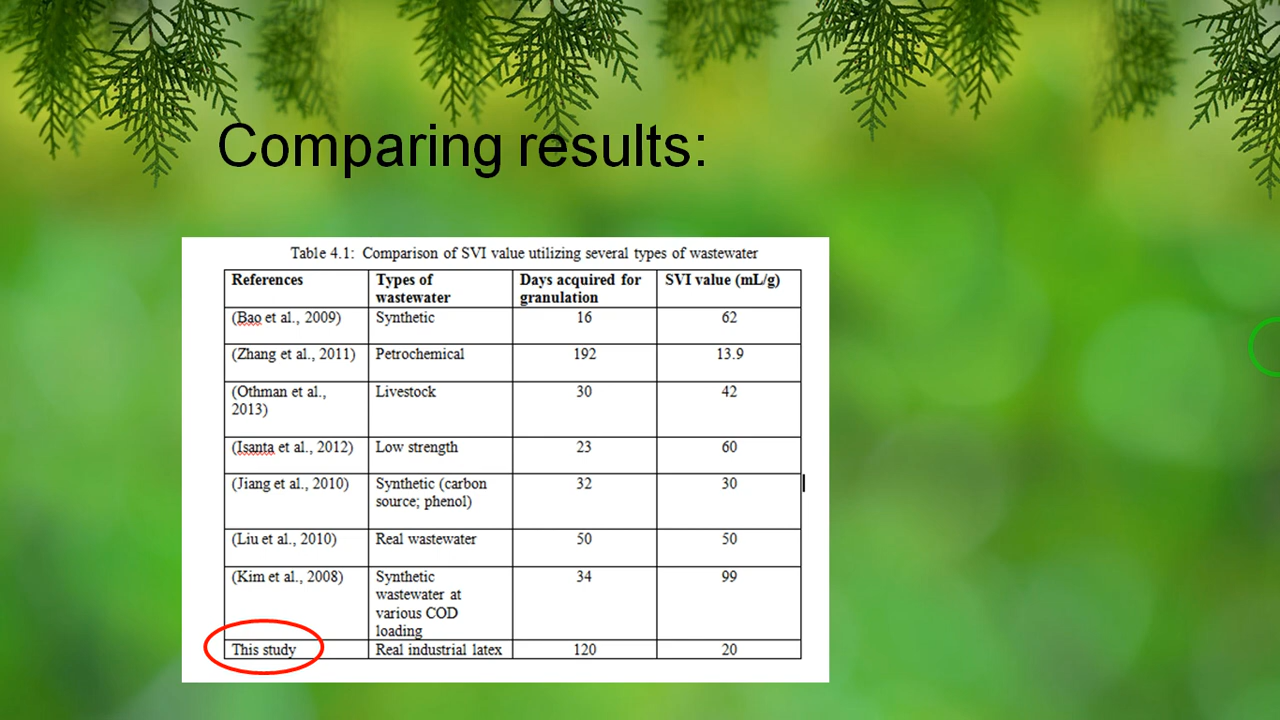 Comparing results:
Table 4.1: Comparison of SVI value utilizing several types of wastewater
References Types of wastewater Days acquired for granulation SVI value (mL/g)
(Bao et al., 2009) Synthetic 16 62
(Zhang et al., 2011) Petrochemical 192 13.9
(Othman et al., 2013) Livestock 30 42
(Isanta et al., 2012) Low strength 23 60
(Jiang et al., 2010) Synthetic (carbon source; phenol) 32 30
(Liu et al., 2010) Real wastewater 50 50
(Kim et al., 2008) Synthetic wastewater at various COD loading 34 99
This study Real industrial latex 120 20